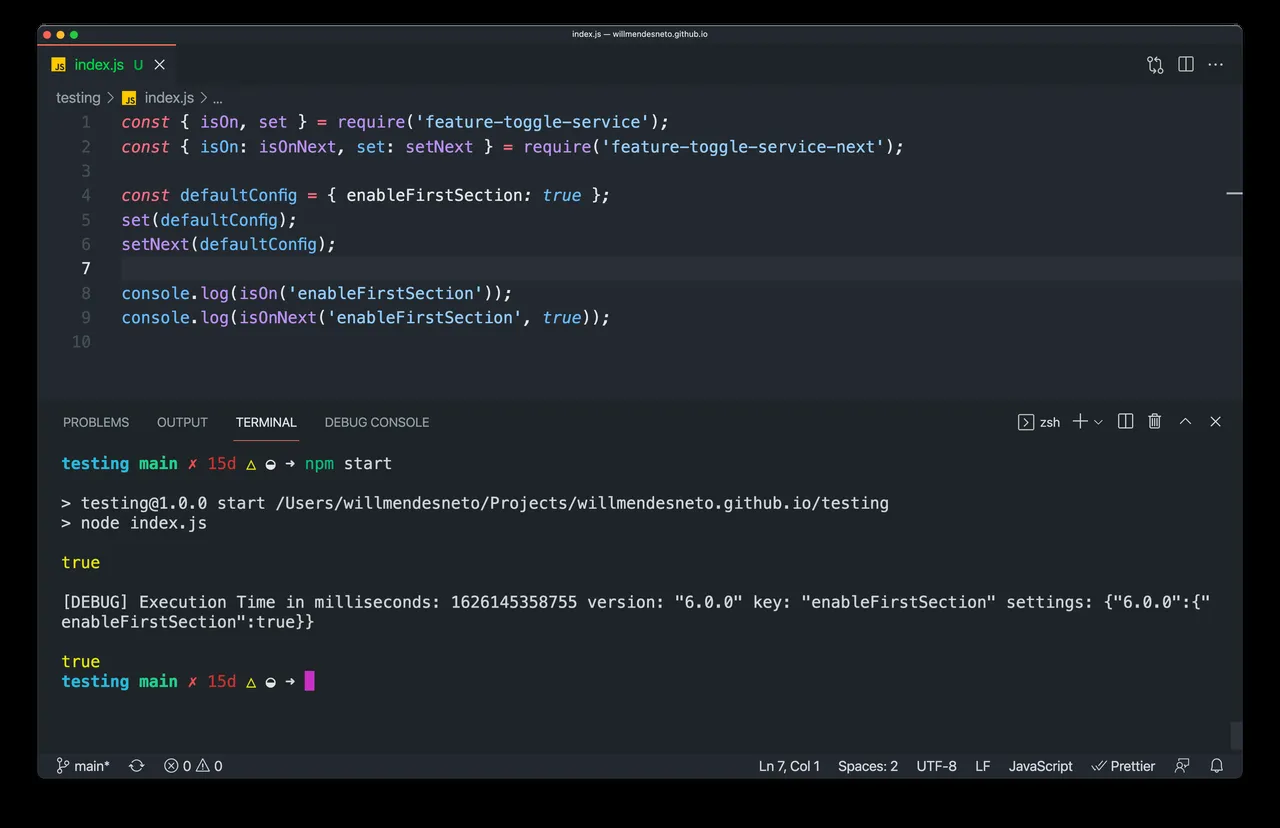 index.js — willmendesneto.github.io
JS index.js U
testing > JS index.js > ...
1 const { isOn, set } = require('feature-toggle-service');
2 const { isOn: isOnNext, set: setNext } = require('feature-toggle-service-next');
3
4 const defaultConfig = { enableFirstSection: true };
5 set(defaultConfig);
6 setNext(defaultConfig);
7
8 console.log(isOn('enableFirstSection'));
9 console.log(isOnNext('enableFirstSection', true));
10
PROBLEMS OUTPUT TERMINAL DEBUG CONSOLE zsh
testing main ✗ 15d △ ◒ ➜ npm start
> testing@1.0.0 start /Users/willmendesneto/Projects/willmendesneto.github.io/testing
> node index.js
true
[DEBUG] Execution Time in milliseconds: 1626145358755 version: "6.0.0" key: "enableFirstSection" settings: {"6.0.0":{"
enableFirstSection":true}}
true
testing main ✗ 15d △ ◒ ➜
main* 0 0 Ln 7, Col 1 Spaces: 2 UTF-8 LF JavaScript Prettier